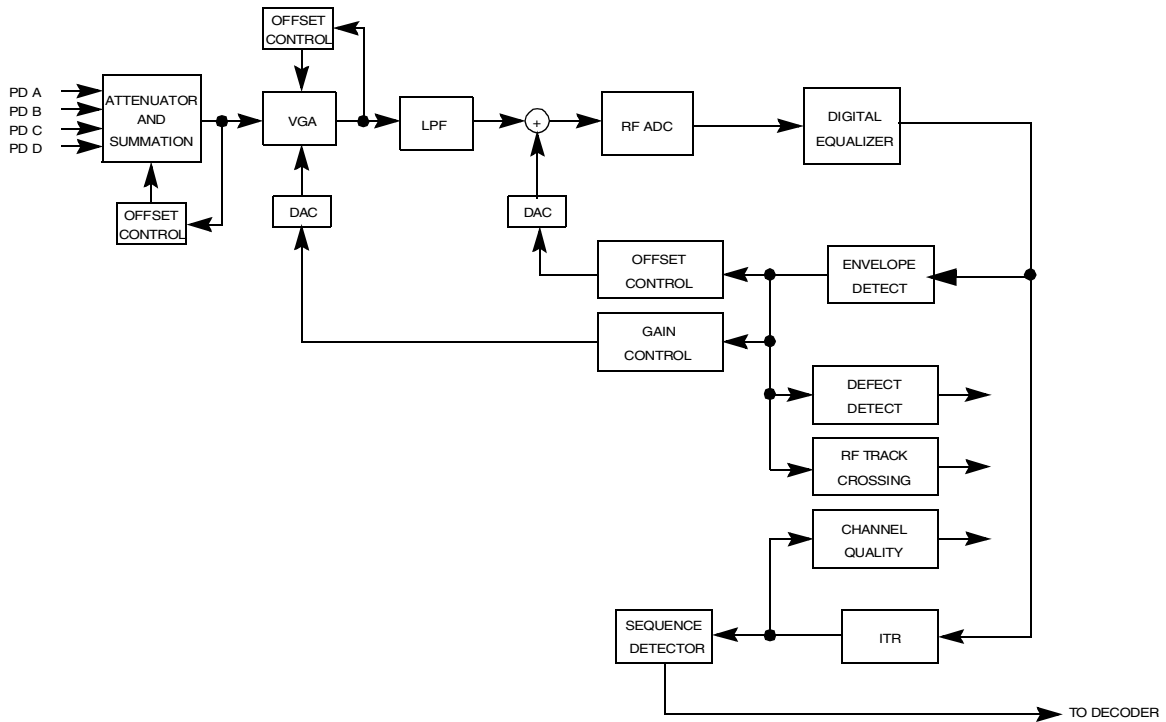 OFFSET
CONTROL
PD A
PD B
PD C
PD D
ATTENUATOR
AND
SUMMATION
VGA
LPF
+
RF ADC
DIGITAL
EQUALIZER
OFFSET
CONTROL
DAC
DAC
OFFSET
CONTROL
ENVELOPE
DETECT
GAIN
CONTROL
DEFECT
DETECT
RF TRACK
CROSSING
CHANNEL
QUALITY
SEQUENCE
DETECTOR
ITR
TO DECODER